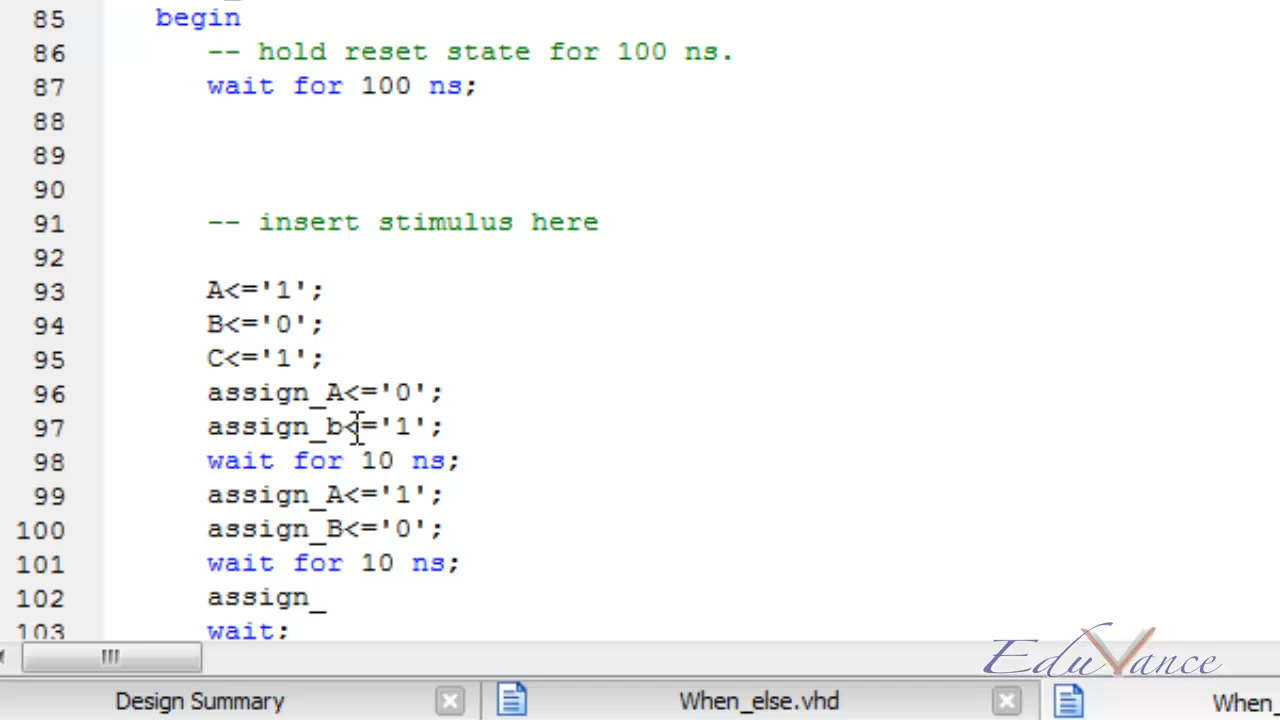 85 begin
86 -- hold reset state for 100 ns.
87 wait for 100 ns;
88
89
90
91 -- insert stimulus here
92
93 A<='1';
94 B<='0';
95 C<='1';
96 assign_A<='0';
97 assign_b<='1';
98 wait for 10 ns;
99 assign_A<='1';
100 assign_B<='0';
101 wait for 10 ns;
102 assign_
103 wait;
EduVance
Design Summary When_else.vhd When_